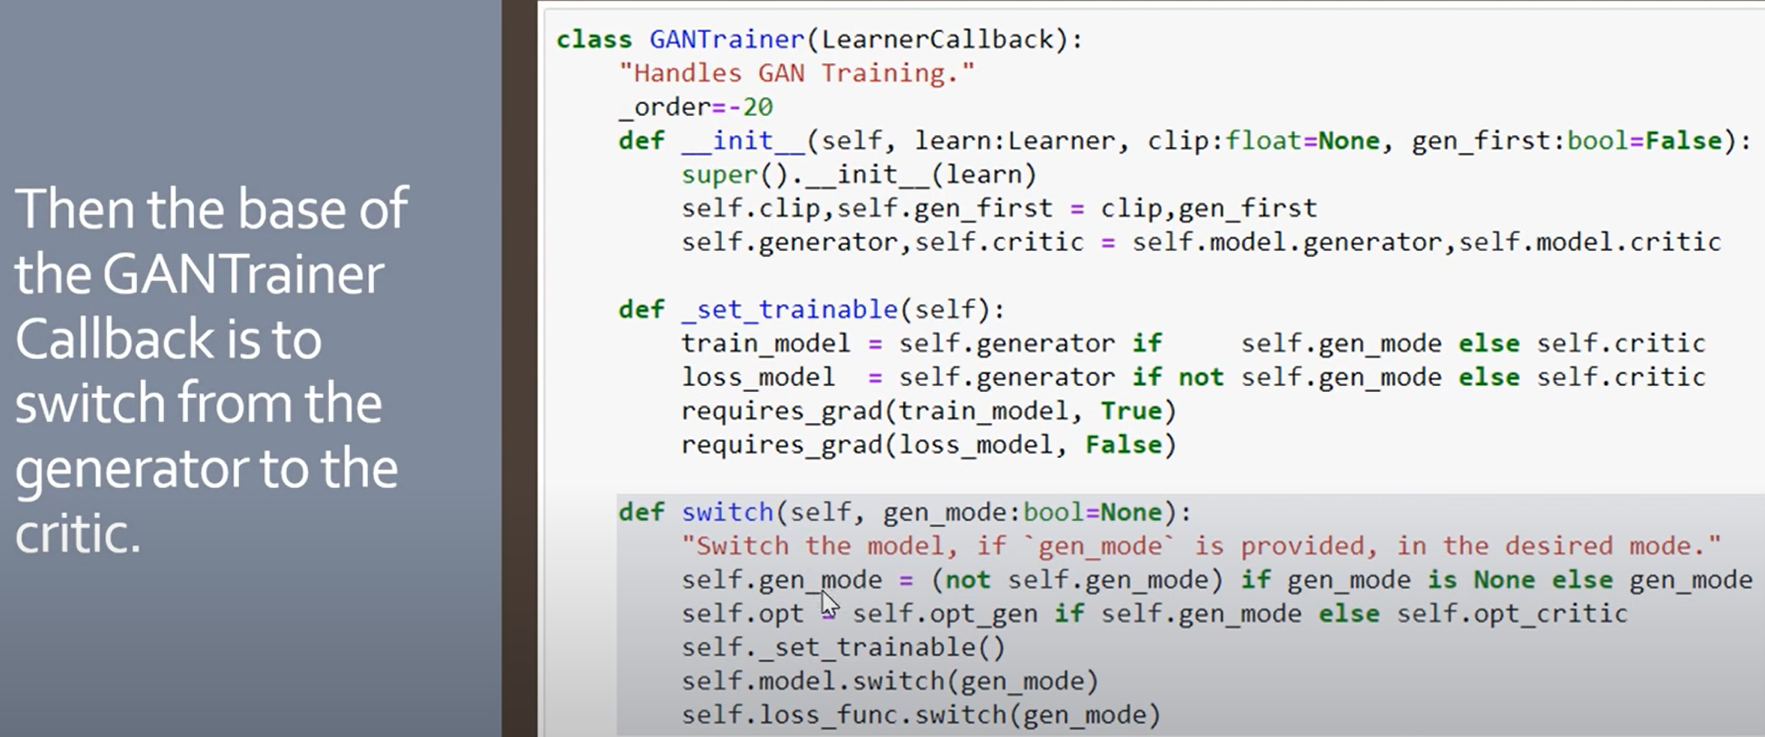 Then the base of
the GANTrainer
Callback is to
switch from the
generator to the
critic.
class GANTrainer(LearnerCallback):
    "Handles GAN Training."
    _order=-20
    def __init__(self, learn:Learner, clip:float=None, gen_first:bool=False):
        super().__init__(learn)
        self.clip,self.gen_first = clip,gen_first
        self.generator,self.critic = self.model.generator,self.model.critic

    def _set_trainable(self):
        train_model = self.generator if     self.gen_mode else self.critic
        loss_model  = self.generator if not self.gen_mode else self.critic
        requires_grad(train_model, True)
        requires_grad(loss_model, False)

    def switch(self, gen_mode:bool=None):
        "Switch the model, if `gen_mode` is provided, in the desired mode."
        self.gen_mode = (not self.gen_mode) if gen_mode is None else gen_mode
        self.opt = self.opt_gen if self.gen_mode else self.opt_critic
        self._set_trainable()
        self.model.switch(gen_mode)
        self.loss_func.switch(gen_mode)